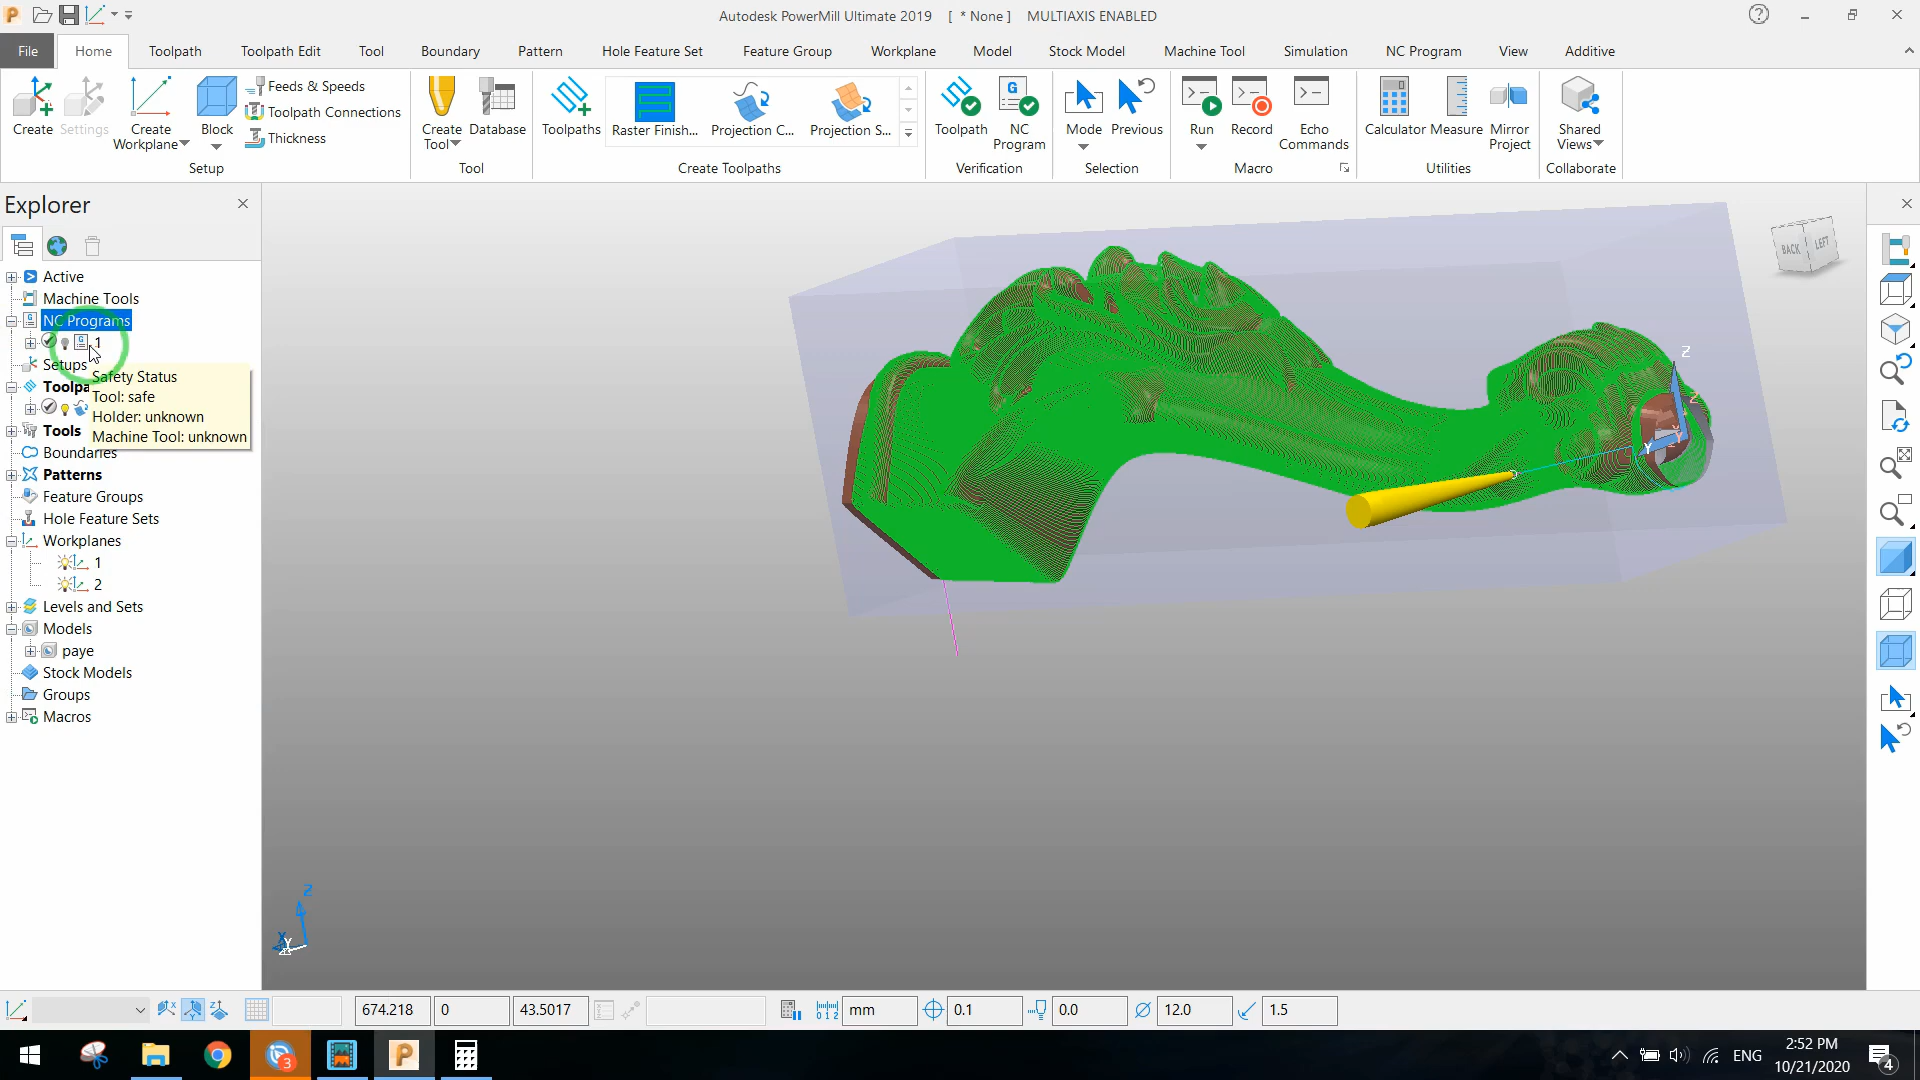 Autodesk PowerMill Ultimate 2019 [ * None ] MULTIAXIS ENABLED
File Home Toolpath Toolpath Edit Tool Boundary Pattern Hole Feature Set Feature Group Workplane Model Stock Model Machine Tool Simulation NC Program View Additive
Create
Settings
Create
Workplane
Block
Feeds & Speeds
Toolpath Connections
Thickness
Setup
Create
Tool
Database
Tool
Toolpaths
Raster Finish...
Projection C...
Projection S...
Create Toolpaths
Toolpath
NC
Program
Verification
Mode
Previous
Selection
Run
Record
Echo
Commands
Macro
Calculator
Measure
Mirror
Project
Utilities
Shared
Views
Collaborate
Explorer
Active
Machine Tools
NC Programs
1
Setups
Toolpa
Safety Status
Tool: safe
Holder: unknown
Machine Tool: unknown
Tools
Boundaries
Patterns
Feature Groups
Hole Feature Sets
Workplanes
1
2
Levels and Sets
Models
paye
Stock Models
Groups
Macros
BACK LEFT
Z
Z
Y
Y
Z
X
Y
674.218 0 43.5017 mm 0.1 0.0 12.0 1.5
3
ENG
2:52 PM
10/21/2020
4